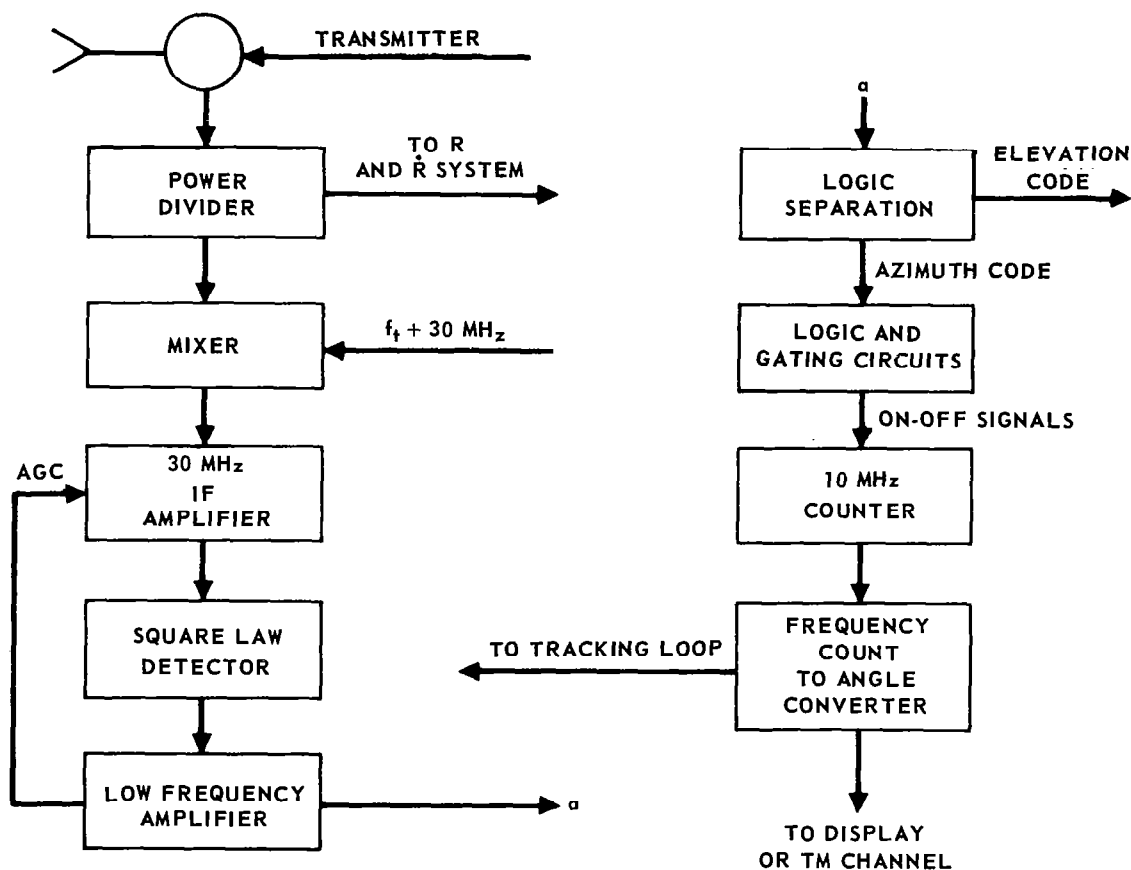 TRANSMITTER
TO R
AND Ṙ SYSTEM
POWER
DIVIDER
MIXER
f_t + 30 MHz
AGC
30 MHz
IF
AMPLIFIER
SQUARE LAW
DETECTOR
LOW FREQUENCY
AMPLIFIER
a
a
LOGIC
SEPARATION
ELEVATION
CODE
AZIMUTH CODE
LOGIC AND
GATING CIRCUITS
ON-OFF SIGNALS
10 MHz
COUNTER
TO TRACKING LOOP
FREQUENCY
COUNT
TO ANGLE
CONVERTER
TO DISPLAY
OR TM CHANNEL